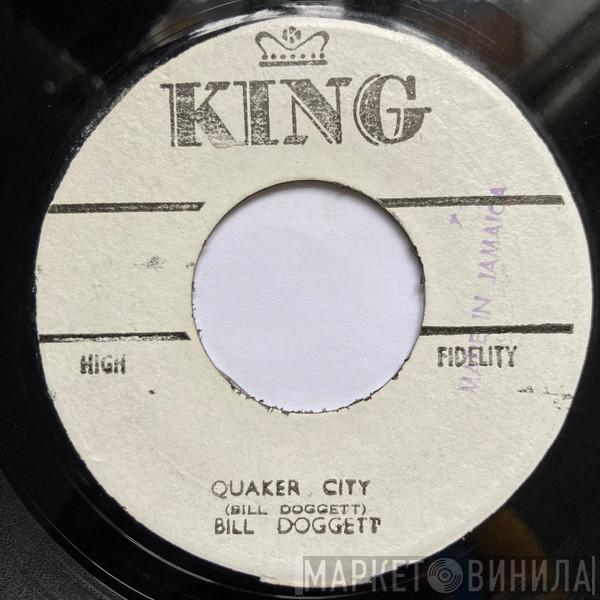 K
KING
MADE IN JAMAICA
HIGH
FIDELITY
QUAKER CITY
(BILL DOGGETT)
BILL DOGGETT
МАРКЕТ ВИНИЛА